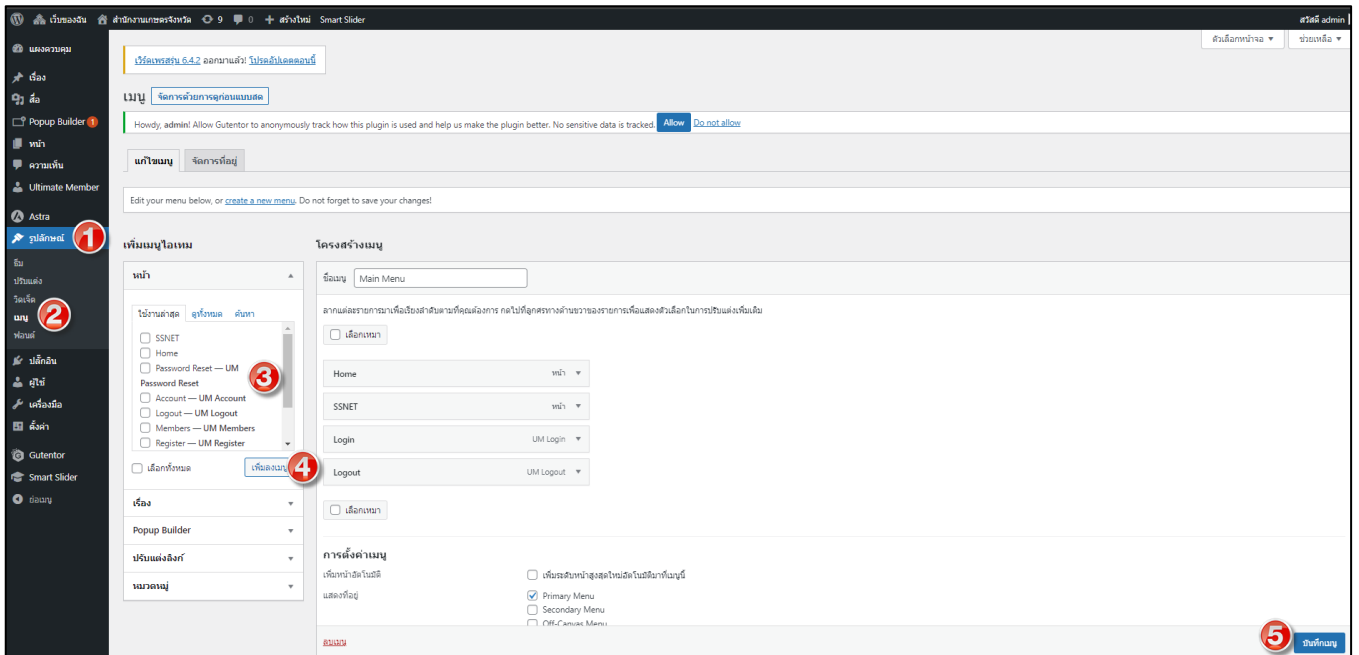 เว็บของฉัน สำนักงานเกษตรจังหวัด 9 0 + สร้างใหม่ Smart Slider สวัสดี admin
ตัวเลือกหน้าจอ ▼ ช่วยเหลือ ▼
แผงควบคุม
เรื่อง
สื่อ
Popup Builder 1
หน้า
ความเห็น
Ultimate Member
Astra
รูปลักษณ์ 1
ธีม
ปรับแต่ง
วิดเจ็ต
เมนู 2
ฟอนต์
ปลั๊กอิน
ผู้ใช้
เครื่องมือ
ตั้งค่า
Gutentor
Smart Slider
ย่อเมนู
เวิร์ดเพรสรุ่น 6.4.2 ออกมาแล้ว! โปรดอัปเดตตอนนี้
เมนู จัดการด้วยการดูก่อนแบบสด
Howdy, admin! Allow Gutentor to anonymously track how this plugin is used and help us make the plugin better. No sensitive data is tracked. Allow Do not allow
แก้ไขเมนู จัดการที่อยู่
Edit your menu below, or create a new menu. Do not forget to save your changes!
เพิ่มเมนูไอเทม
หน้า
ใช้งานล่าสุด ดูทั้งหมด ค้นหา
SSNET
Home
Password Reset — UM
Password Reset 3
Account — UM Account
Logout — UM Logout
Members — UM Members
Register — UM Register
เลือกทั้งหมด เพิ่มลงเมนู 4
เรื่อง
Popup Builder
ปรับแต่งลิงก์
หมวดหมู่
โครงสร้างเมนู
ชื่อเมนู Main Menu
ลากแต่ละรายการมาเพื่อเรียงลำดับตามที่คุณต้องการ กดไปที่ลูกศรทางด้านขวาของรายการเพื่อแสดงตัวเลือกในการปรับแต่งเพิ่มเติม
เลือกเหมา
Home หน้า ▼
SSNET หน้า ▼
Login UM Login ▼
Logout UM Logout ▼
เลือกเหมา
การตั้งค่าเมนู
เพิ่มหน้าอัตโนมัติ เพิ่มระดับหน้าสูงสุดใหม่อัตโนมัติมาที่เมนูนี้
แสดงที่อยู่ Primary Menu
Secondary Menu
Off-Canvas Menu
ลบเมนู 5 บันทึกเมนู